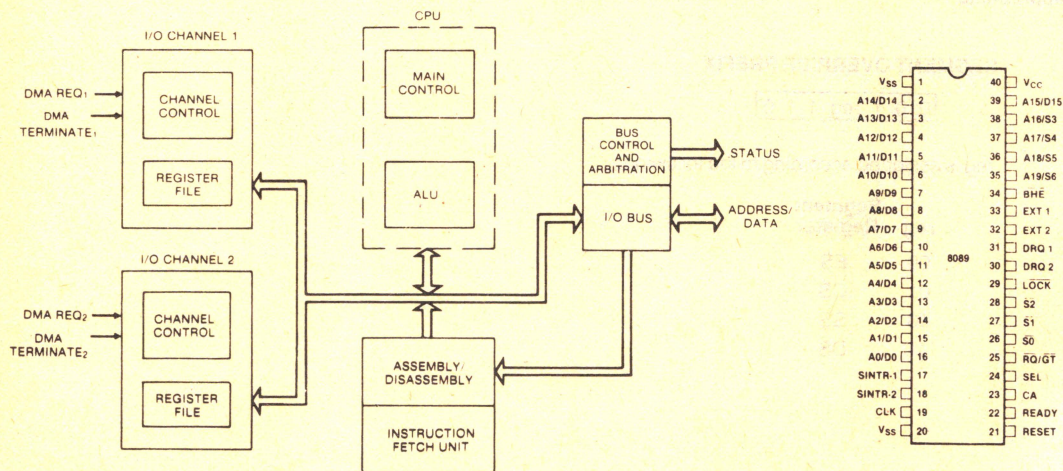 I/O CHANNEL 1
DMA REQ₁
DMA
TERMINATE₁
CHANNEL
CONTROL
REGISTER
FILE
I/O CHANNEL 2
DMA REQ₂
DMA
TERMINATE₂
CHANNEL
CONTROL
REGISTER
FILE
CPU
MAIN
CONTROL
ALU
ASSEMBLY/
DISASSEMBLY
INSTRUCTION
FETCH UNIT
BUS
CONTROL
AND
ARBITRATION
I/O BUS
STATUS
ADDRESS/
DATA
VSS 1 40 VCC
A14/D14 2 39 A15/D15
A13/D13 3 38 A16/S3
A12/D12 4 37 A17/S4
A11/D11 5 36 A18/S5
A10/D10 6 35 A19/S6
A9/D9 7 34 B̅H̅E̅
A8/D8 8 33 EXT 1
A7/D7 9 32 EXT 2
A6/D6 10 31 DRQ 1
8089
A5/D5 11 30 DRQ 2
A4/D4 12 29 L̅O̅C̅K̅
A3/D3 13 28 S̅2̅
A2/D2 14 27 S̅1̅
A1/D1 15 26 S̅0̅
A0/D0 16 25 R̅Q̅/G̅T̅
SINTR-1 17 24 SEL
SINTR-2 18 23 CA
CLK 19 22 READY
VSS 20 21 RESET